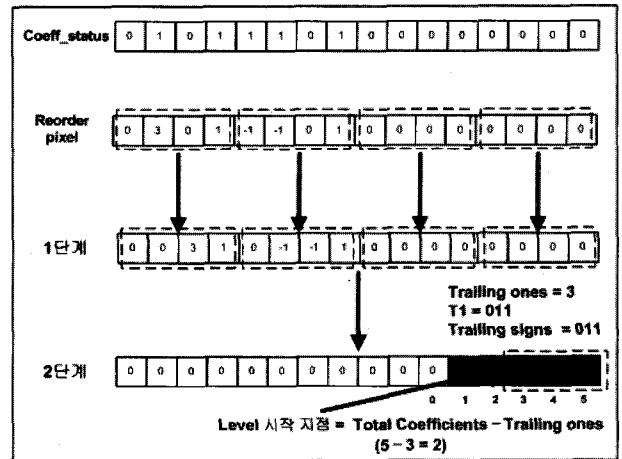 Coeff_status 0 1 0 1 1 1 0 1 0 0 0 0 0 0 0 0
Reorder pixel 0 3 0 1 -1 -1 0 1 0 0 0 0 0 0 0 0
1단계 0 0 3 1 0 -1 -1 1 0 0 0 0 0 0 0 0
Trailing ones = 3
T1 = 011
Trailing signs = 011
2단계 0 0 0 0 0 0 0 0 0 0 0
0 1 2 3 4 5
Level 시작 지점 = Total Coefficients - Trailing ones
(5 - 3 = 2)